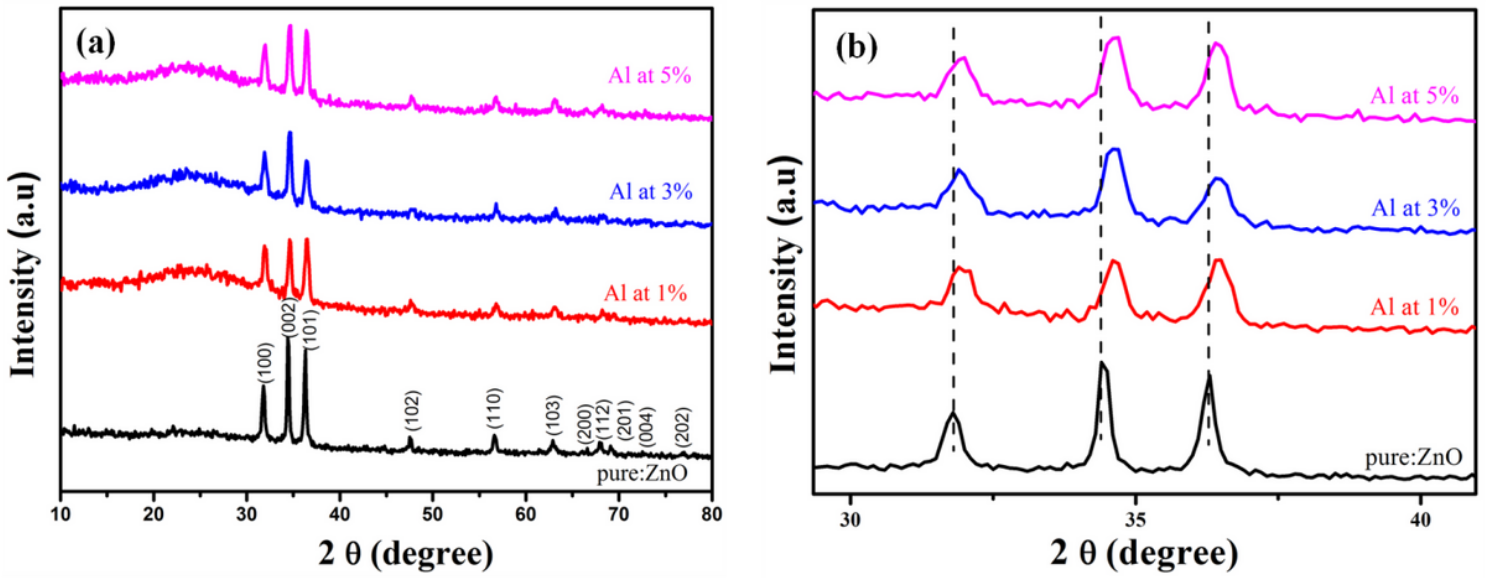 (a)
Al at 5%
Al at 3%
Al at 1%
(100)
(002)
(101)
(102)
(110)
(103)
(200)
(112)
(201)
(004)
(202)
pure:ZnO
Intensity (a.u)
10 20 30 40 50 60 70 80
2 θ (degree)
(b)
Al at 5%
Al at 3%
Al at 1%
pure:ZnO
Intensity (a.u)
30 35 40
2 θ (degree)